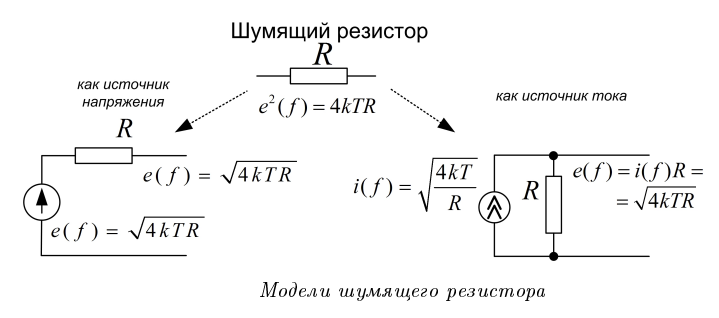 Шумящий резистор
R
e²(f) = 4kTR
как источник
напряжения
R
e(f) = √4kTR
e(f) = √4kTR
как источник тока
i(f) = √(4kT/R)
R
e(f) = i(f)R =
= √4kTR
Модели шумящего резистора